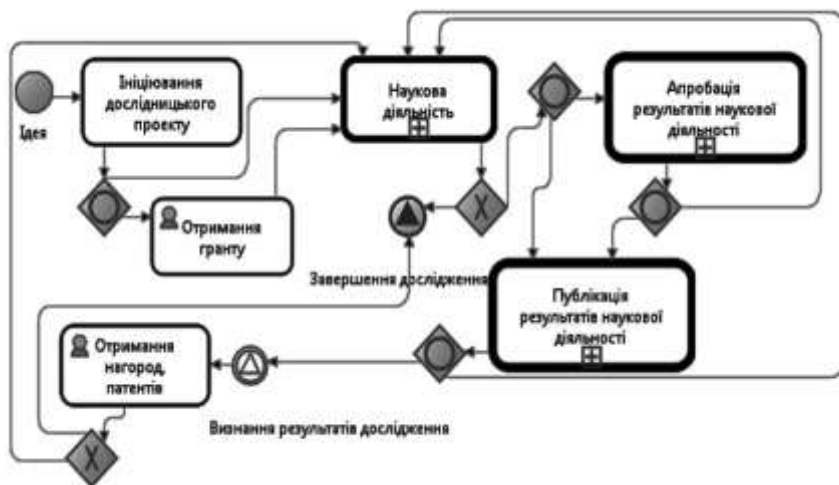 Ініціювання
дослідницького
проекту
Ідея
Наукова
діяльність
Апробація
результатів наукової
діяльності
Отримання
гранту
X
Завершення дослідження
Публікація
результатів наукової
діяльності
Отримання
нагород,
патентів
Визнання результатів дослідження
X